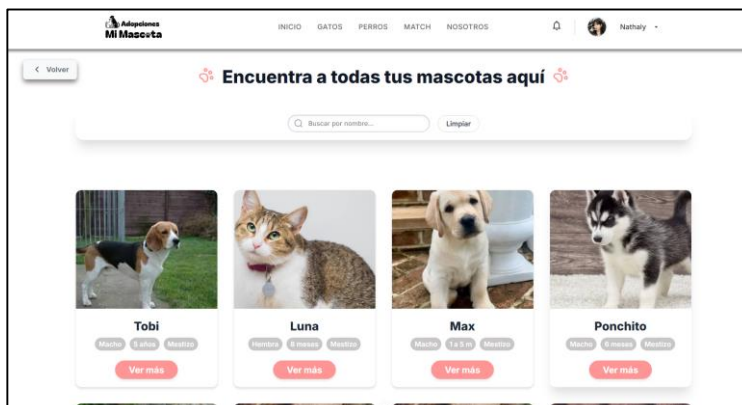 Adopciones
Mi Mascota
INICIO GATOS PERROS MATCH NOSOTROS
Nathaly
Volver
Encuentra a todas tus mascotas aquí
Buscar por nombre...
Limpiar
Tobi
Macho 5 años Mestizo
Ver más
Luna
Hembra 8 meses Mestizo
Ver más
Max
Macho 1 a 5 m Mestizo
Ver más
Ponchito
Macho 6 meses Mestizo
Ver más